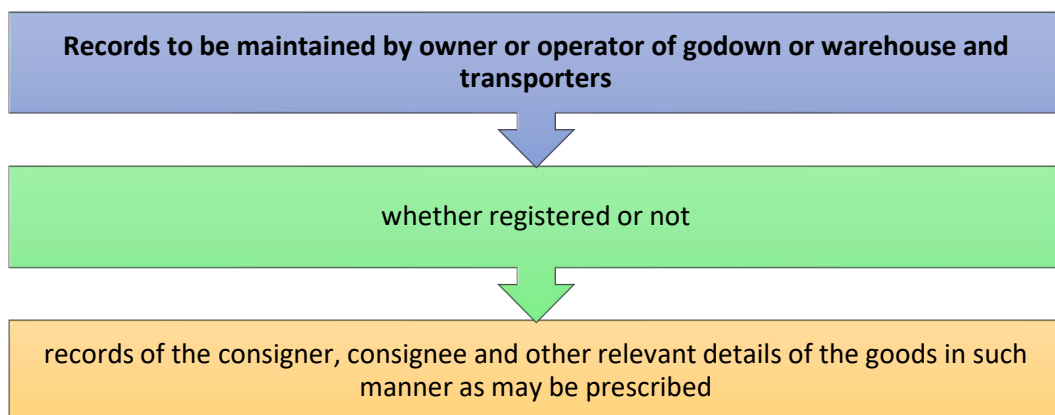 Records to be maintained by owner or operator of godown or warehouse and
transporters
whether registered or not
records of the consigner, consignee and other relevant details of the goods in such
manner as may be prescribed